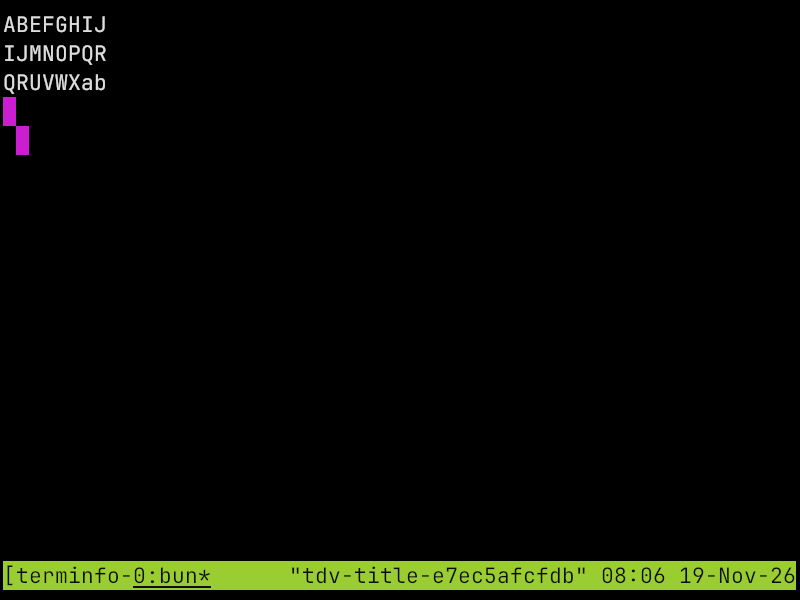 ABEFGHIJ
IJMNOPQR
QRUVWXab
[terminfo-0:bun*      "tdv-title-e7ec5afcfdb" 08:06 19-Nov-26